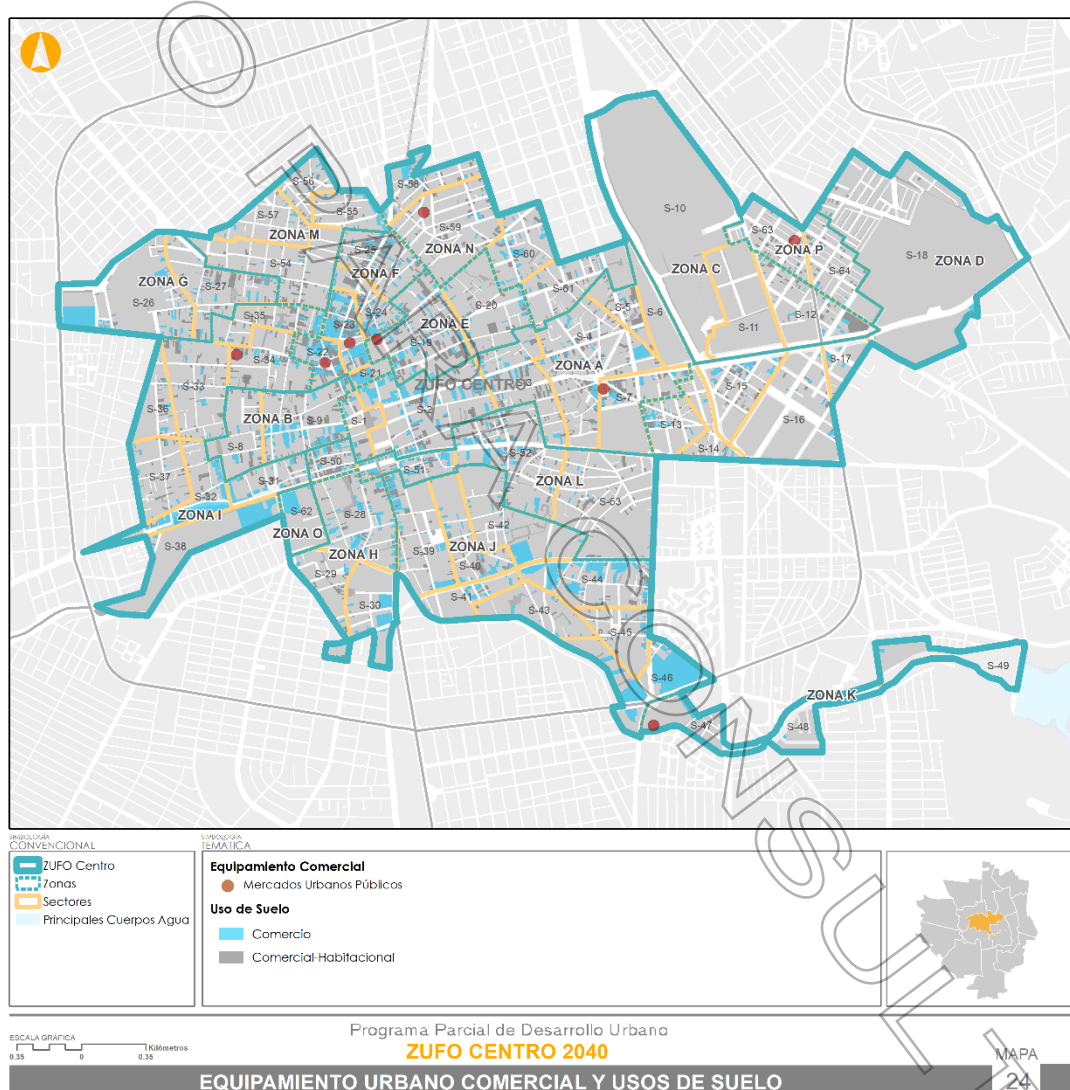 S-10
S-56
S-58
S-57
S-55
S-59
S-63
ZONA M
ZONA N
ZONA P
S-25
S-60
S-18
ZONA D
S-54
ZONA F
ZONA C
S-64
ZONA G
S-27
S-61
S-26
S-20
S-5
S-6
S-24
S-12
S-35
S-23
ZONA E
S-11
S-19
S-4
S-22
S-34
S-17
S-21
ZONA A
S-33
ZUFO CENTRO
S-3
S-15
S-7
S-36
S-2
ZONA B
S-9
S-1
S-13
S-16
S-8
S-14
S-50
S-52
S-37
S-51
S-31
ZONA L
S-32
S-53
ZONA I
S-62
S-28
S-42
ZONA O
S-38
ZONA H
S-39
ZONA J
S-40
S-29
S-44
S-41
S-30
S-43
S-45
S-49
S-46
ZONA K
S-47
S-48
O P R A C O N S U L T
SIMBOLOGÍA
CONVENCIONAL
ZUFO Centro
Zonas
Sectores
Principales Cuerpos Agua
SIMBOLOGÍA
TEMÁTICA
Equipamiento Comercial
Mercados Urbanos Públicos
Uso de Suelo
Comercio
Comercial-Habitacional
ESCALA GRÁFICA
Kilómetros
0.35 0 0.35
Programa Parcial de Desarrollo Urbano
ZUFO CENTRO 2040
MAPA
24
EQUIPAMIENTO URBANO COMERCIAL Y USOS DE SUELO